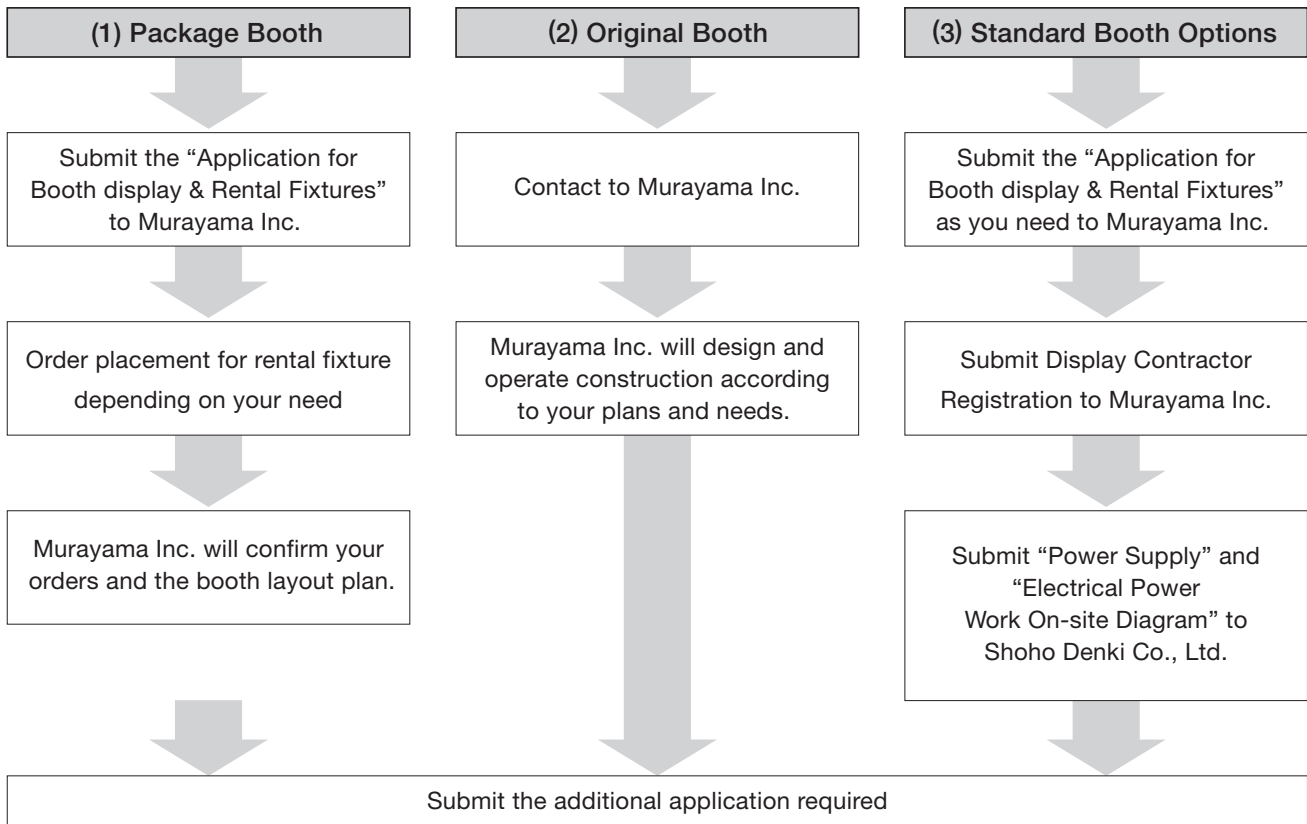 (1) Package Booth
Submit the “Application for
Booth display & Rental Fixtures”
to Murayama Inc.
Order placement for rental fixture
depending on your need
Murayama Inc. will confirm your
orders and the booth layout plan.
(2) Original Booth
Contact to Murayama Inc.
Murayama Inc. will design and
operate construction according
to your plans and needs.
(3) Standard Booth Options
Submit the “Application for
Booth display & Rental Fixtures”
as you need to Murayama Inc.
Submit Display Contractor
Registration to Murayama Inc.
Submit “Power Supply” and
“Electrical Power
Work On-site Diagram” to
Shoho Denki Co., Ltd.
Submit the additional application required